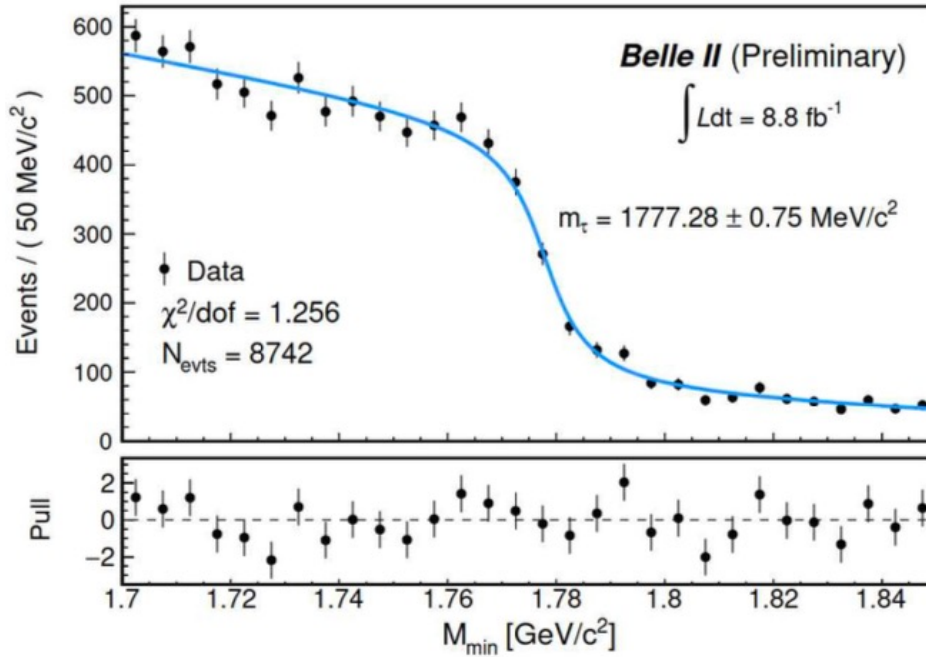 Belle II (Preliminary)
∫ Ldt = 8.8 fb⁻¹
m_τ = 1777.28 ± 0.75 MeV/c²
Data
χ²/dof = 1.256
N_evts = 8742
Events / ( 50 MeV/c² )
600
500
400
300
200
100
0
Pull
2
0
−2
1.7 1.72 1.74 1.76 1.78 1.8 1.82 1.84
M_min [GeV/c²]